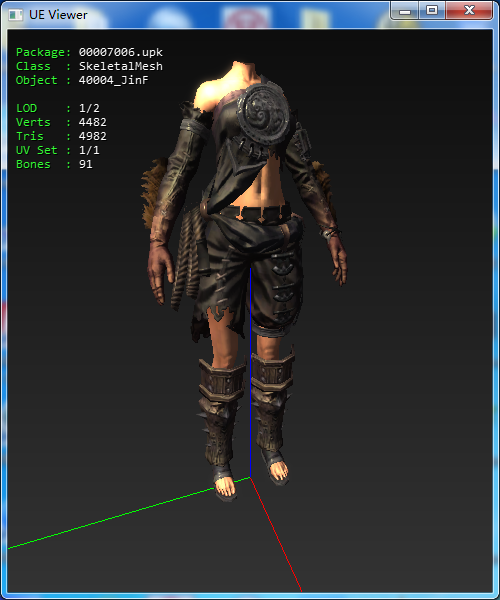 UE Viewer
Package: 00007006.upk
Class : SkeletalMesh
Object : 40004_JinF
LOD : 1/2
Verts : 4482
Tris : 4982
UV Set : 1/1
Bones : 91